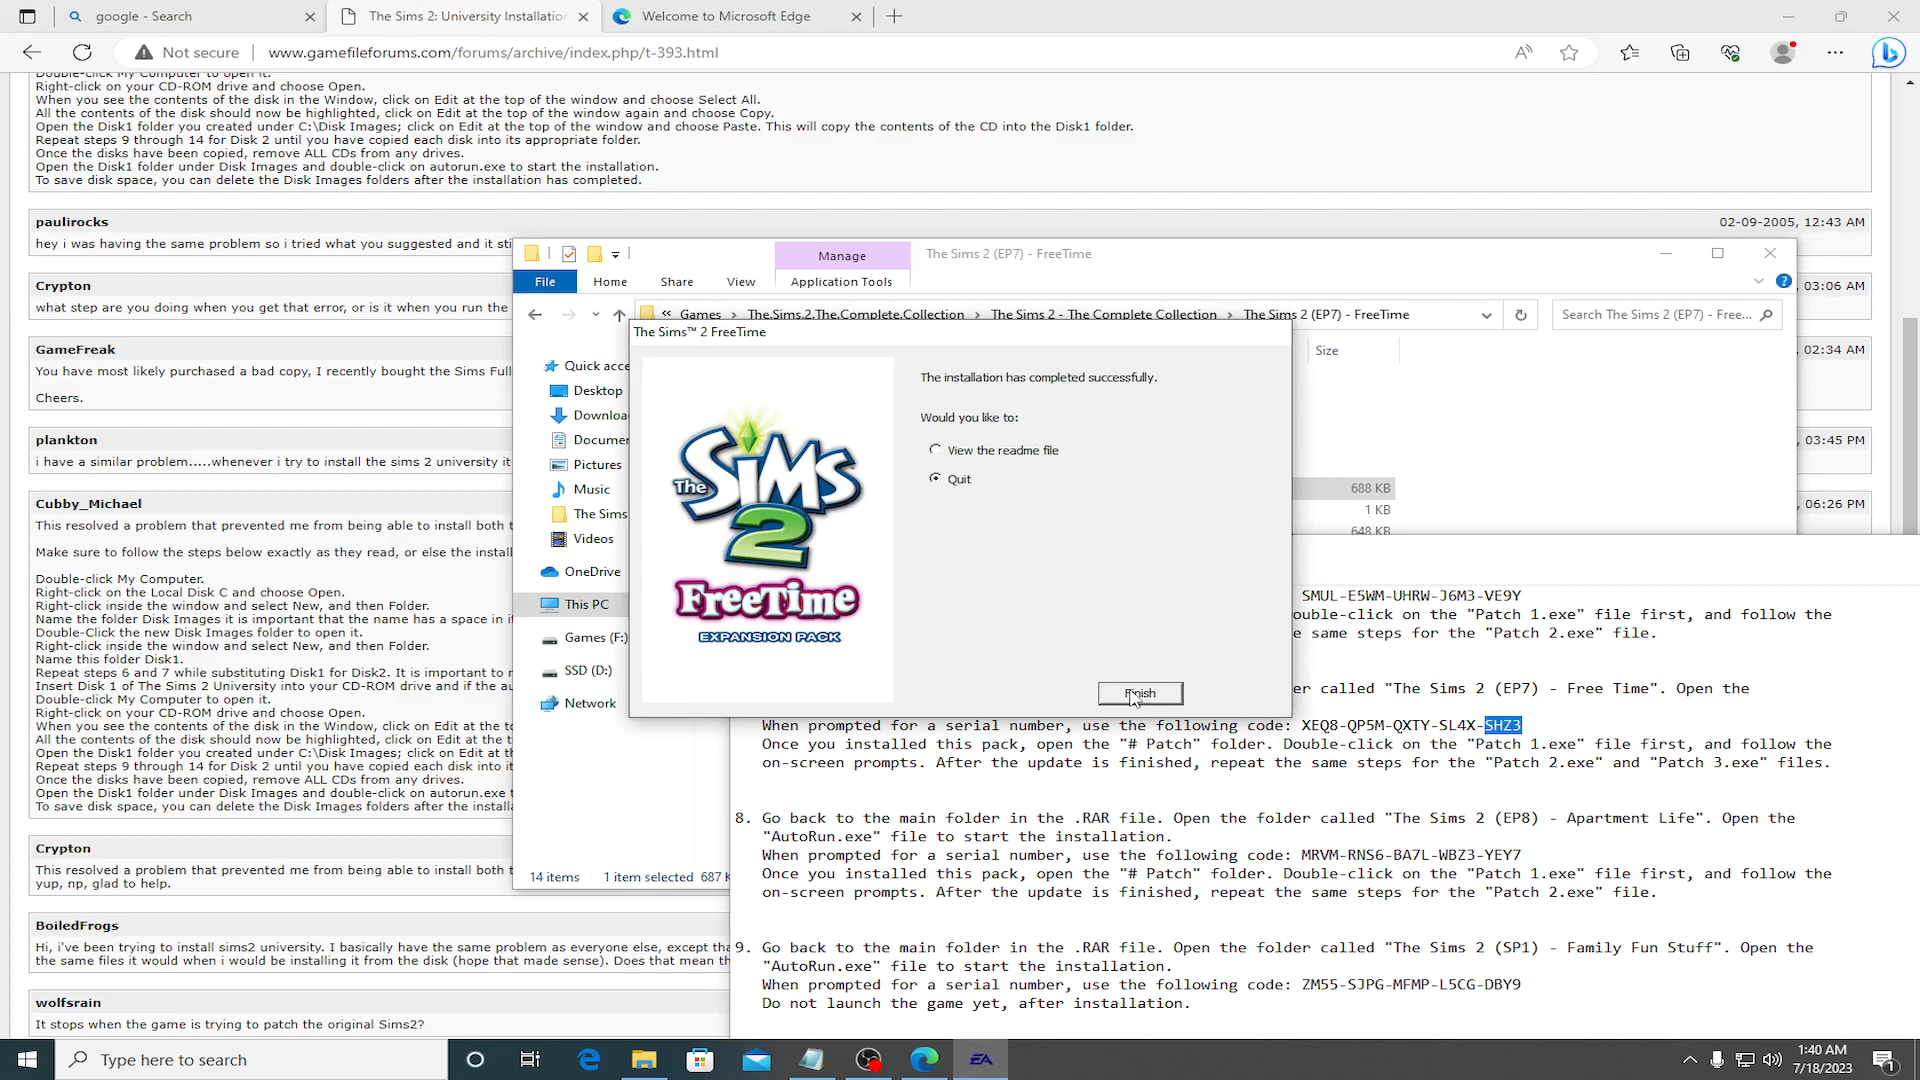 google - Search
The Sims 2: University Installation
Welcome to Microsoft Edge
Not secure
www.gamefileforums.com/forums/archive/index.php/t-393.html
Double-click My Computer to open it.
Right-click on your CD-ROM drive and choose Open.
When you see the contents of the disk in the Window, click on Edit at the top of the window and choose Select All.
All the contents of the disk should now be highlighted, click on Edit at the top of the window again and choose Copy.
Open the Disk1 folder you created under C:\Disk Images; click on Edit at the top of the window and choose Paste. This will copy the contents of the CD into the Disk1 folder.
Repeat steps 9 through 14 for Disk 2 until you have copied each disk into its appropriate folder.
Once the disks have been copied, remove ALL CDs from any drives.
Open the Disk1 folder under Disk Images and double-click on autorun.exe to start the installation.
To save disk space, you can delete the Disk Images folders after the installation has completed.
paulirocks
02-09-2005, 12:43 AM
hey i was having the same problem so i tried what you suggested and it sti
Crypton
, 03:06 AM
what step are you doing when you get that error, or is it when you run the
GameFreak
, 02:34 AM
You have most likely purchased a bad copy, I recently bought the Sims Full
Cheers.
plankton
, 03:45 PM
i have a similar problem.....whenever i try to install the sims 2 university it
Cubby_Michael
, 06:26 PM
This resolved a problem that prevented me from being able to install both t
Make sure to follow the steps below exactly as they read, or else the install
Double-click My Computer.
Right-click on the Local Disk C and choose Open.
Right-click inside the window and select New, and then Folder.
Name the folder Disk Images it is important that the name has a space in it
Double-Click the new Disk Images folder to open it.
Right-click inside the window and select New, and then Folder.
Name this folder Disk1.
Repeat steps 6 and 7 while substituting Disk1 for Disk2. It is important to n
Insert Disk 1 of The Sims 2 University into your CD-ROM drive and if the au
Double-click My Computer to open it.
Right-click on your CD-ROM drive and choose Open.
When you see the contents of the disk in the Window, click on Edit at the to
All the contents of the disk should now be highlighted, click on Edit at the t
Open the Disk1 folder you created under C:\Disk Images; click on Edit at th
Repeat steps 9 through 14 for Disk 2 until you have copied each disk into it
Once the disks have been copied, remove ALL CDs from any drives.
Open the Disk1 folder under Disk Images and double-click on autorun.exe t
To save disk space, you can delete the Disk Images folders after the installa
Crypton
This resolved a problem that prevented me from being able to install both t
yup, np, glad to help.
BoiledFrogs
Hi, i've been trying to install sims2 university. I basically have the same problem as everyone else, except tha
the same files it would when i would be installing it from the disk (hope that made sense). Does that mean th
wolfsrain
It stops when the game is trying to patch the original Sims2?
Manage
The Sims 2 (EP7) - FreeTime
File
Home
Share
View
Application Tools
« Games > The.Sims.2.The.Complete.Collection > The Sims 2 - The Complete Collection > The Sims 2 (EP7) - FreeTime
Search The Sims 2 (EP7) - Free...
Size
Quick acce
Desktop
Downloa
Documer
Pictures
Music
The Sims
Videos
OneDrive
This PC
Games (F:)
SSD (D:)
Network
688 KB
1 KB
648 KB
14 items
1 item selected 687 K
The Sims™ 2 FreeTime
The SIMS 2
FreeTime
EXPANSION PACK
The installation has completed successfully.
Would you like to:
View the readme file
Quit
Finish
SMUL-E5WM-UHRW-J6M3-VE9Y
ouble-click on the "Patch 1.exe" file first, and follow the
e same steps for the "Patch 2.exe" file.
er called "The Sims 2 (EP7) - Free Time". Open the
When prompted for a serial number, use the following code: XEQ8-QP5M-QXTY-SL4X-SHZ3
Once you installed this pack, open the "# Patch" folder. Double-click on the "Patch 1.exe" file first, and follow the
on-screen prompts. After the update is finished, repeat the same steps for the "Patch 2.exe" and "Patch 3.exe" files.
8. Go back to the main folder in the .RAR file. Open the folder called "The Sims 2 (EP8) - Apartment Life". Open the
"AutoRun.exe" file to start the installation.
When prompted for a serial number, use the following code: MRVM-RNS6-BA7L-WBZ3-YEY7
Once you installed this pack, open the "# Patch" folder. Double-click on the "Patch 1.exe" file first, and follow the
on-screen prompts. After the update is finished, repeat the same steps for the "Patch 2.exe" file.
9. Go back to the main folder in the .RAR file. Open the folder called "The Sims 2 (SP1) - Family Fun Stuff". Open the
"AutoRun.exe" file to start the installation.
When prompted for a serial number, use the following code: ZM55-SJPG-MFMP-L5CG-DBY9
Do not launch the game yet, after installation.
Type here to search
EA
1:40 AM
7/18/2023
1